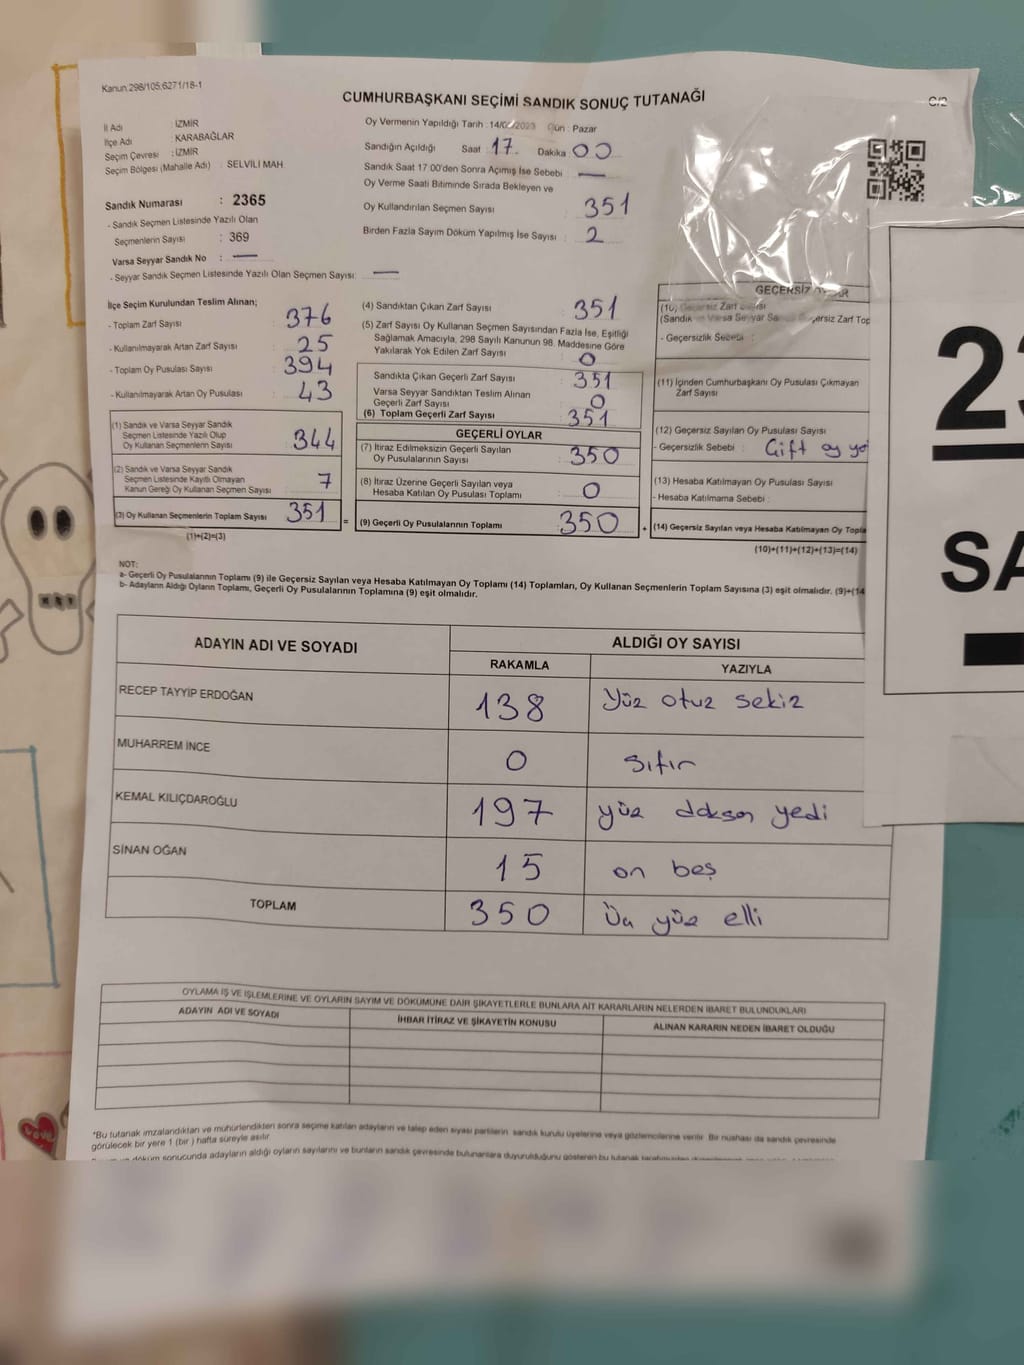 Kanun:298/105;6271/18-1
CUMHURBAŞKANI SEÇİMİ SANDIK SONUÇ TUTANAĞI
C/2
İl Adı : İZMİR
İlçe Adı : KARABAĞLAR
Seçim Çevresi : İZMİR
Seçim Bölgesi (Mahalle Adı) : SELVİLİ MAH.
Sandık Numarası : 2365
- Sandık Seçmen Listesinde Yazılı Olan
Seçmenlerin Sayısı : 369
Varsa Seyyar Sandık No : —
- Seyyar Sandık Seçmen Listesinde Yazılı Olan Seçmen Sayısı: —
Oy Vermenin Yapıldığı Tarih : 14/05/2023 Gün : Pazar
Sandığın Açıldığı Saat 17 Dakika 00
Sandık Saat 17:00'den Sonra Açımış İse Sebebi : —
Oy Verme Saati Bitiminde Sırada Bekleyen ve
Oy Kullandırılan Seçmen Sayısı : 351
Birden Fazla Sayım Döküm Yapılmış İse Sayısı : 2
İlçe Seçim Kurulundan Teslim Alınan;
- Toplam Zarf Sayısı : 376
- Kullanılmayarak Artan Zarf Sayısı : 25
- Toplam Oy Pusulası Sayısı : 394
- Kullanılmayarak Artan Oy Pusulası : 43
(1) Sandık ve Varsa Seyyar Sandık
Seçmen Listesinde Yazılı Olup
Oy Kullanan Seçmenlerin Sayısı : 344
(2) Sandık ve Varsa Seyyar Sandık
Seçmen Listesinde Kayıtlı Olmayan
Kanun Gereği Oy Kullanan Seçmen Sayısı : 7
(3) Oy Kullanan Seçmenlerin Toplam Sayısı : 351
(1)+(2)=(3)
=
(4) Sandıktan Çıkan Zarf Sayısı : 351
(5) Zarf Sayısı Oy Kullanan Seçmen Sayısından Fazla İse, Eşitliği
Sağlamak Amacıyla, 298 Sayılı Kanunun 98. Maddesine Göre
Yakılarak Yok Edilen Zarf Sayısı : 0
Sandıkta Çıkan Geçerli Zarf Sayısı : 351
Varsa Seyyar Sandıktan Teslim Alınan
Geçerli Zarf Sayısı : 0
(6) Toplam Geçerli Zarf Sayısı : 351
GEÇERLİ OYLAR
(7) İtiraz Edilmeksizin Geçerli Sayılan
Oy Pusulalarının Sayısı : 350
(8) İtiraz Üzerine Geçerli Sayılan veya
Hesaba Katılan Oy Pusulası Toplamı : 0
(9) Geçerli Oy Pusulalarının Toplamı : 350
+
GEÇERSİZ
(10) Geçersiz Zarf Sayısı
(Sandık ve Varsa Seyyar Geçersiz Zarf Top
- Geçersizlik Sebebi :
(11) İçinden Cumhurbaşkanı Oy Pusulası Çıkmayan
Zarf Sayısı
(12) Geçersiz Sayılan Oy Pusulası Sayısı
- Geçersizlik Sebebi : Çift oy
(13) Hesaba Katılmayan Oy Pusulası Sayısı
- Hesaba Katılmama Sebebi :
(14) Geçersiz Sayılan veya Hesaba Katılmayan Oy Topla
(10)+(11)+(12)+(13)=(14)
NOT:
a- Geçerli Oy Pusulalarının Toplamı (9) ile Geçersiz Sayılan veya Hesaba Katılmayan Oy Toplamı (14) Toplamları, Oy Kullanan Seçmenlerin Toplam Sayısına (3) eşit olmalıdır. (9)+(14
b- Adayların Aldığı Oyların Toplamı, Geçerli Oy Pusulalarının Toplamına (9) eşit olmalıdır.
ADAYIN ADI VE SOYADI ALDIĞI OY SAYISI
RAKAMLA YAZIYLA
RECEP TAYYİP ERDOĞAN 138 Yüz otuz sekiz
MUHARREM İNCE 0 sıfır
KEMAL KILIÇDAROĞLU 197 yüz doksan yedi
SİNAN OĞAN 15 on beş
TOPLAM 350 Üç yüz elli
OYLAMA İŞ VE İŞLEMLERİNE VE OYLARIN SAYIM VE DÖKÜMÜNE DAİR ŞİKAYETLERLE BUNLARA AİT KARARLARIN NELERDEN İBARET BULUNDUKLARI
ADAYIN ADI VE SOYADI İHBAR İTİRAZ VE ŞİKAYETİN KONUSU ALINAN KARARIN NEDEN İBARET OLDUĞU
*Bu tutanak imzalandıktan ve mühürlendikten sonra seçime katılan adayların ve talep eden siyasi partilerin sandık kurulu üyelerine veya gözlemcilerine verilir. Bir nushası da sandık çevresinde
görülecek bir yere 1 (bir ) hafta süreyle asılır.
döküm sonucunda adayların aldığı oyların sayılarını ve bunların sandık çevresinde bulunanlara duyurulduğunu gösteren bu tutanak
23
SA